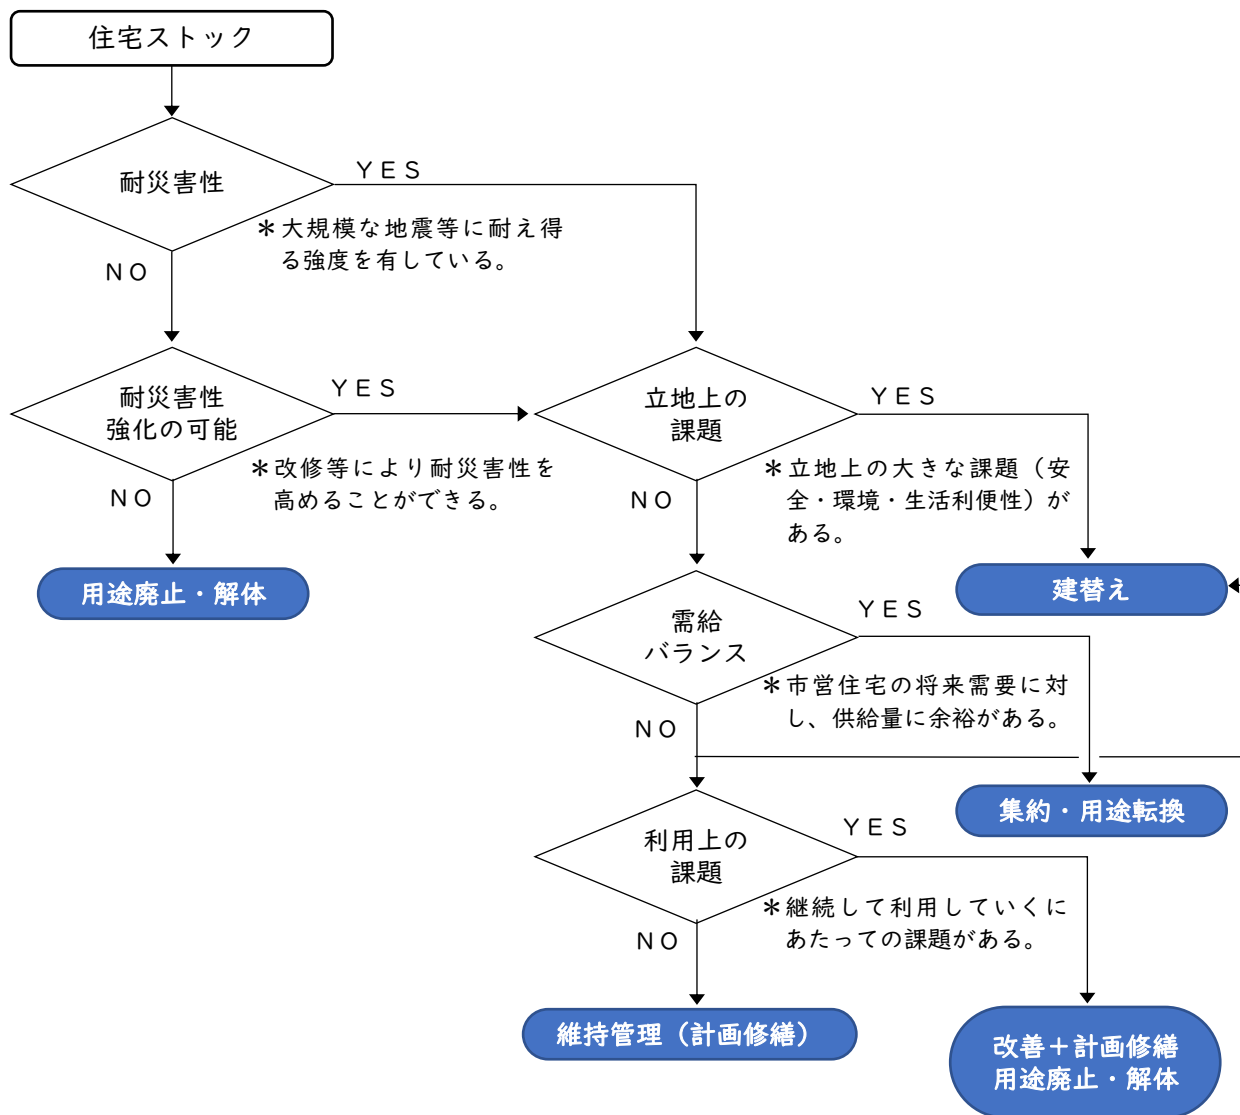 住宅ストック
耐災害性
ＹＥＳ
＊大規模な地震等に耐え得
る強度を有している。
ＮＯ
耐災害性
強化の可能
ＹＥＳ
＊改修等により耐災害性を
高めることができる。
ＮＯ
用途廃止・解体
立地上の
課題
ＹＥＳ
＊立地上の大きな課題（安
全・環境・生活利便性）が
ある。
ＮＯ
建替え
需給
バランス
ＹＥＳ
＊市営住宅の将来需要に対
し、供給量に余裕がある。
ＮＯ
集約・用途転換
利用上の
課題
ＹＥＳ
＊継続して利用していくに
あたっての課題がある。
ＮＯ
維持管理（計画修繕）
改善＋計画修繕
用途廃止・解体